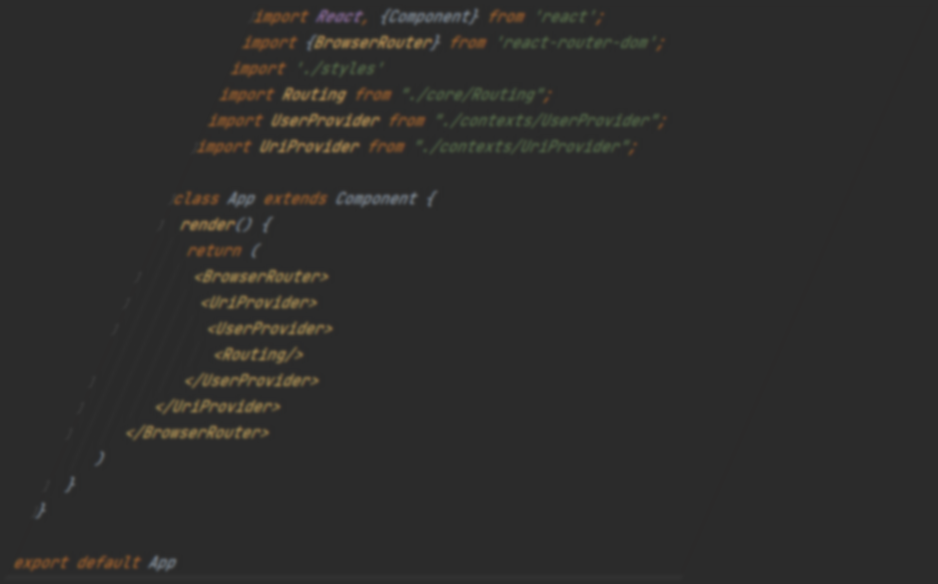 import React, {Component} from 'react';
import {BrowserRouter} from 'react-router-dom';
import './styles'
import Routing from "./core/Routing";
import UserProvider from "./contexts/UserProvider";
import UriProvider from "./contexts/UriProvider";
class App extends Component {
render() {
return (
<BrowserRouter>
<UriProvider>
<UserProvider>
<Routing/>
</UserProvider>
</UriProvider>
</BrowserRouter>
)
}
}
export default App